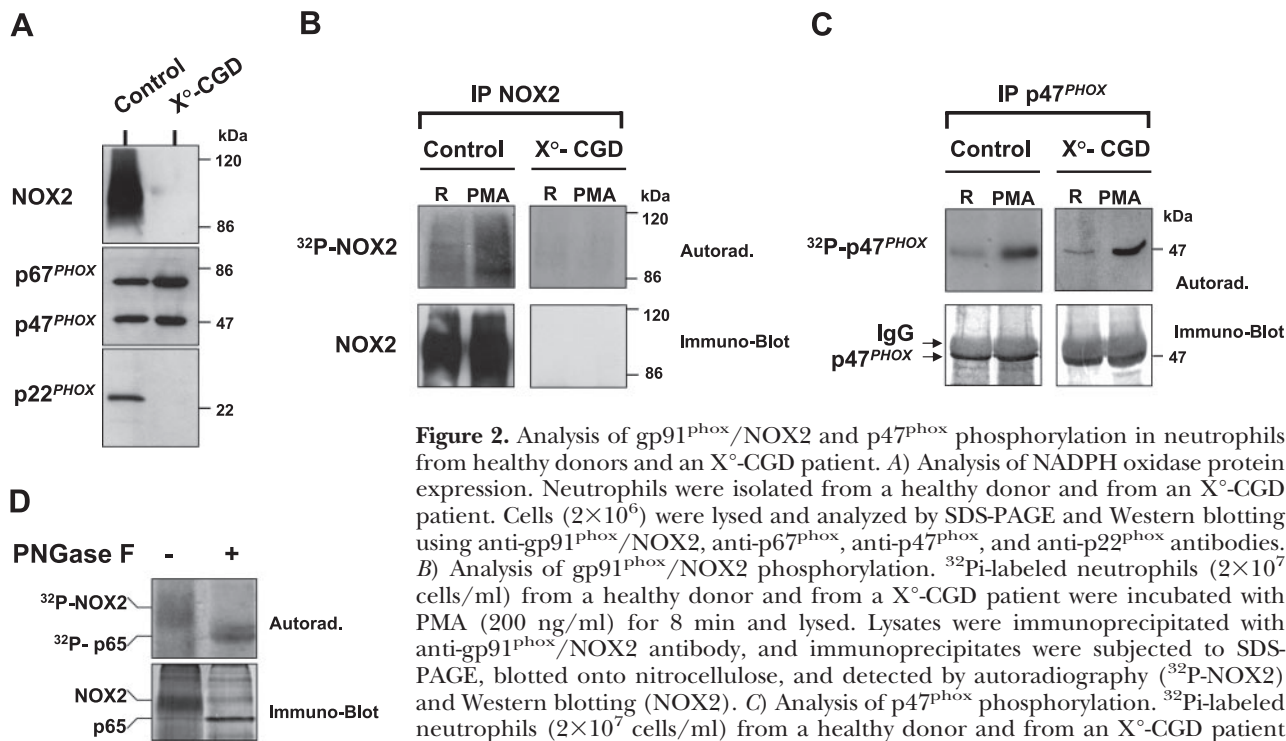 A
Control
X°-CGD
kDa
NOX2
120
86
p67PHOX
86
p47PHOX
47
p22PHOX
22
B
IP NOX2
Control
X°- CGD
R
PMA
R
PMA
kDa
32P-NOX2
120
86
Autorad.
NOX2
120
86
Immuno-Blot
C
IP p47PHOX
Control
X°- CGD
R
PMA
R
PMA
kDa
32P-p47PHOX
47
Autorad.
IgG
p47PHOX
Immuno-Blot
47
D
PNGase F
-
+
32P-NOX2
32P- p65
Autorad.
NOX2
p65
Immuno-Blot
Figure 2. Analysis of gp91phox/NOX2 and p47phox phosphorylation in neutrophils
from healthy donors and an X°-CGD patient. A) Analysis of NADPH oxidase protein
expression. Neutrophils were isolated from a healthy donor and from an X°-CGD
patient. Cells (2×10⁶) were lysed and analyzed by SDS-PAGE and Western blotting
using anti-gp91phox/NOX2, anti-p67phox, anti-p47phox, and anti-p22phox antibodies.
B) Analysis of gp91phox/NOX2 phosphorylation. 32Pi-labeled neutrophils (2×10⁷
cells/ml) from a healthy donor and from a X°-CGD patient were incubated with
PMA (200 ng/ml) for 8 min and lysed. Lysates were immunoprecipitated with
anti-gp91phox/NOX2 antibody, and immunoprecipitates were subjected to SDS-
PAGE, blotted onto nitrocellulose, and detected by autoradiography (32P-NOX2)
and Western blotting (NOX2). C) Analysis of p47phox phosphorylation. 32Pi-labeled
neutrophils (2×10⁷ cells/ml) from a healthy donor and from an X°-CGD patient